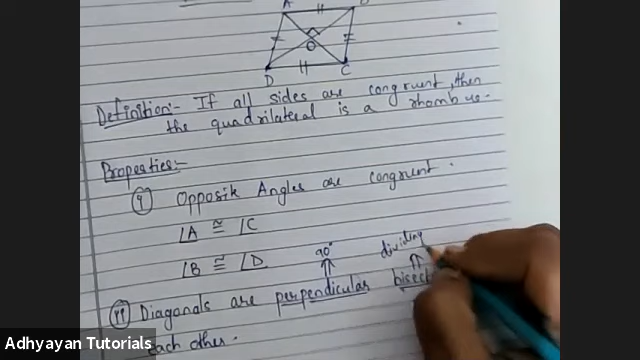 A
O
D
C
Definition:- If all sides are congruent, then
the quadrilateral is a rhombus.
Properties:-
i) Opposite Angles are congruent.
∠A ≅ ∠C
∠B ≅ ∠D
90° dividing
ii) Diagonals are perpendicular bisect
each other.
Adhyayan Tutorials